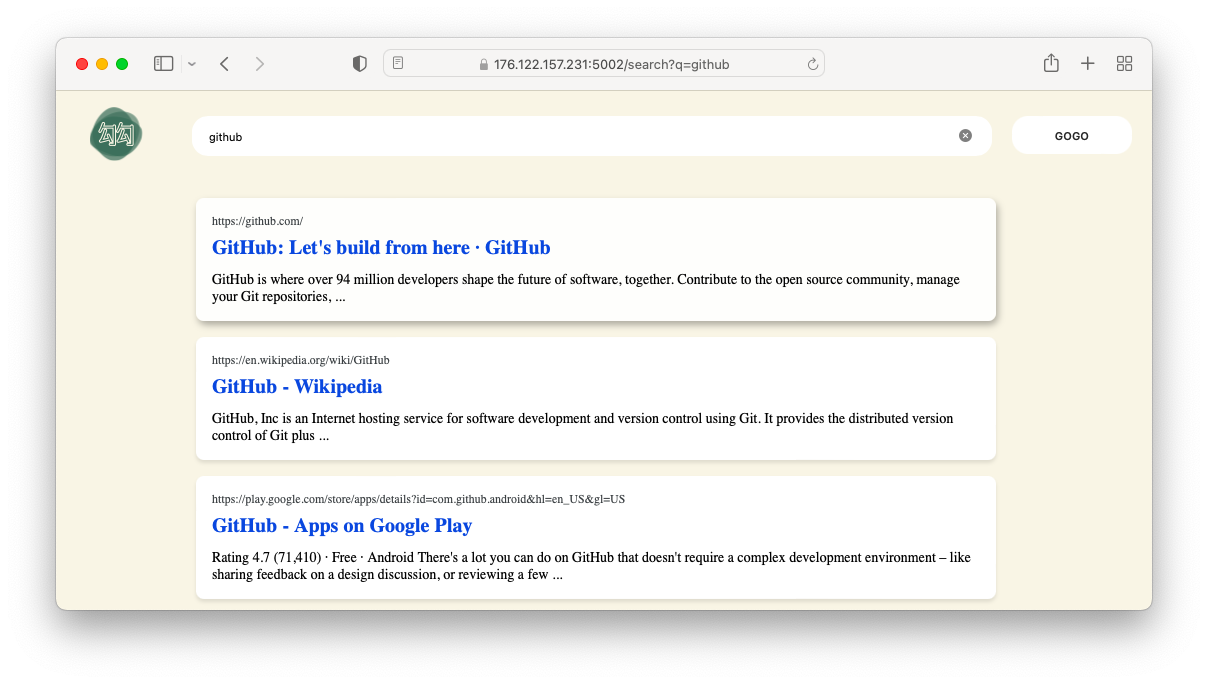 176.122.157.231:5002/search?q=github
勾勾
github
GOGO
https://github.com/
GitHub: Let's build from here · GitHub
GitHub is where over 94 million developers shape the future of software, together. Contribute to the open source community, manage
your Git repositories, ...
https://en.wikipedia.org/wiki/GitHub
GitHub - Wikipedia
GitHub, Inc is an Internet hosting service for software development and version control using Git. It provides the distributed version
control of Git plus ...
https://play.google.com/store/apps/details?id=com.github.android&hl=en_US&gl=US
GitHub - Apps on Google Play
Rating 4.7 (71,410) · Free · Android There's a lot you can do on GitHub that doesn't require a complex development environment – like
sharing feedback on a design discussion, or reviewing a few ...